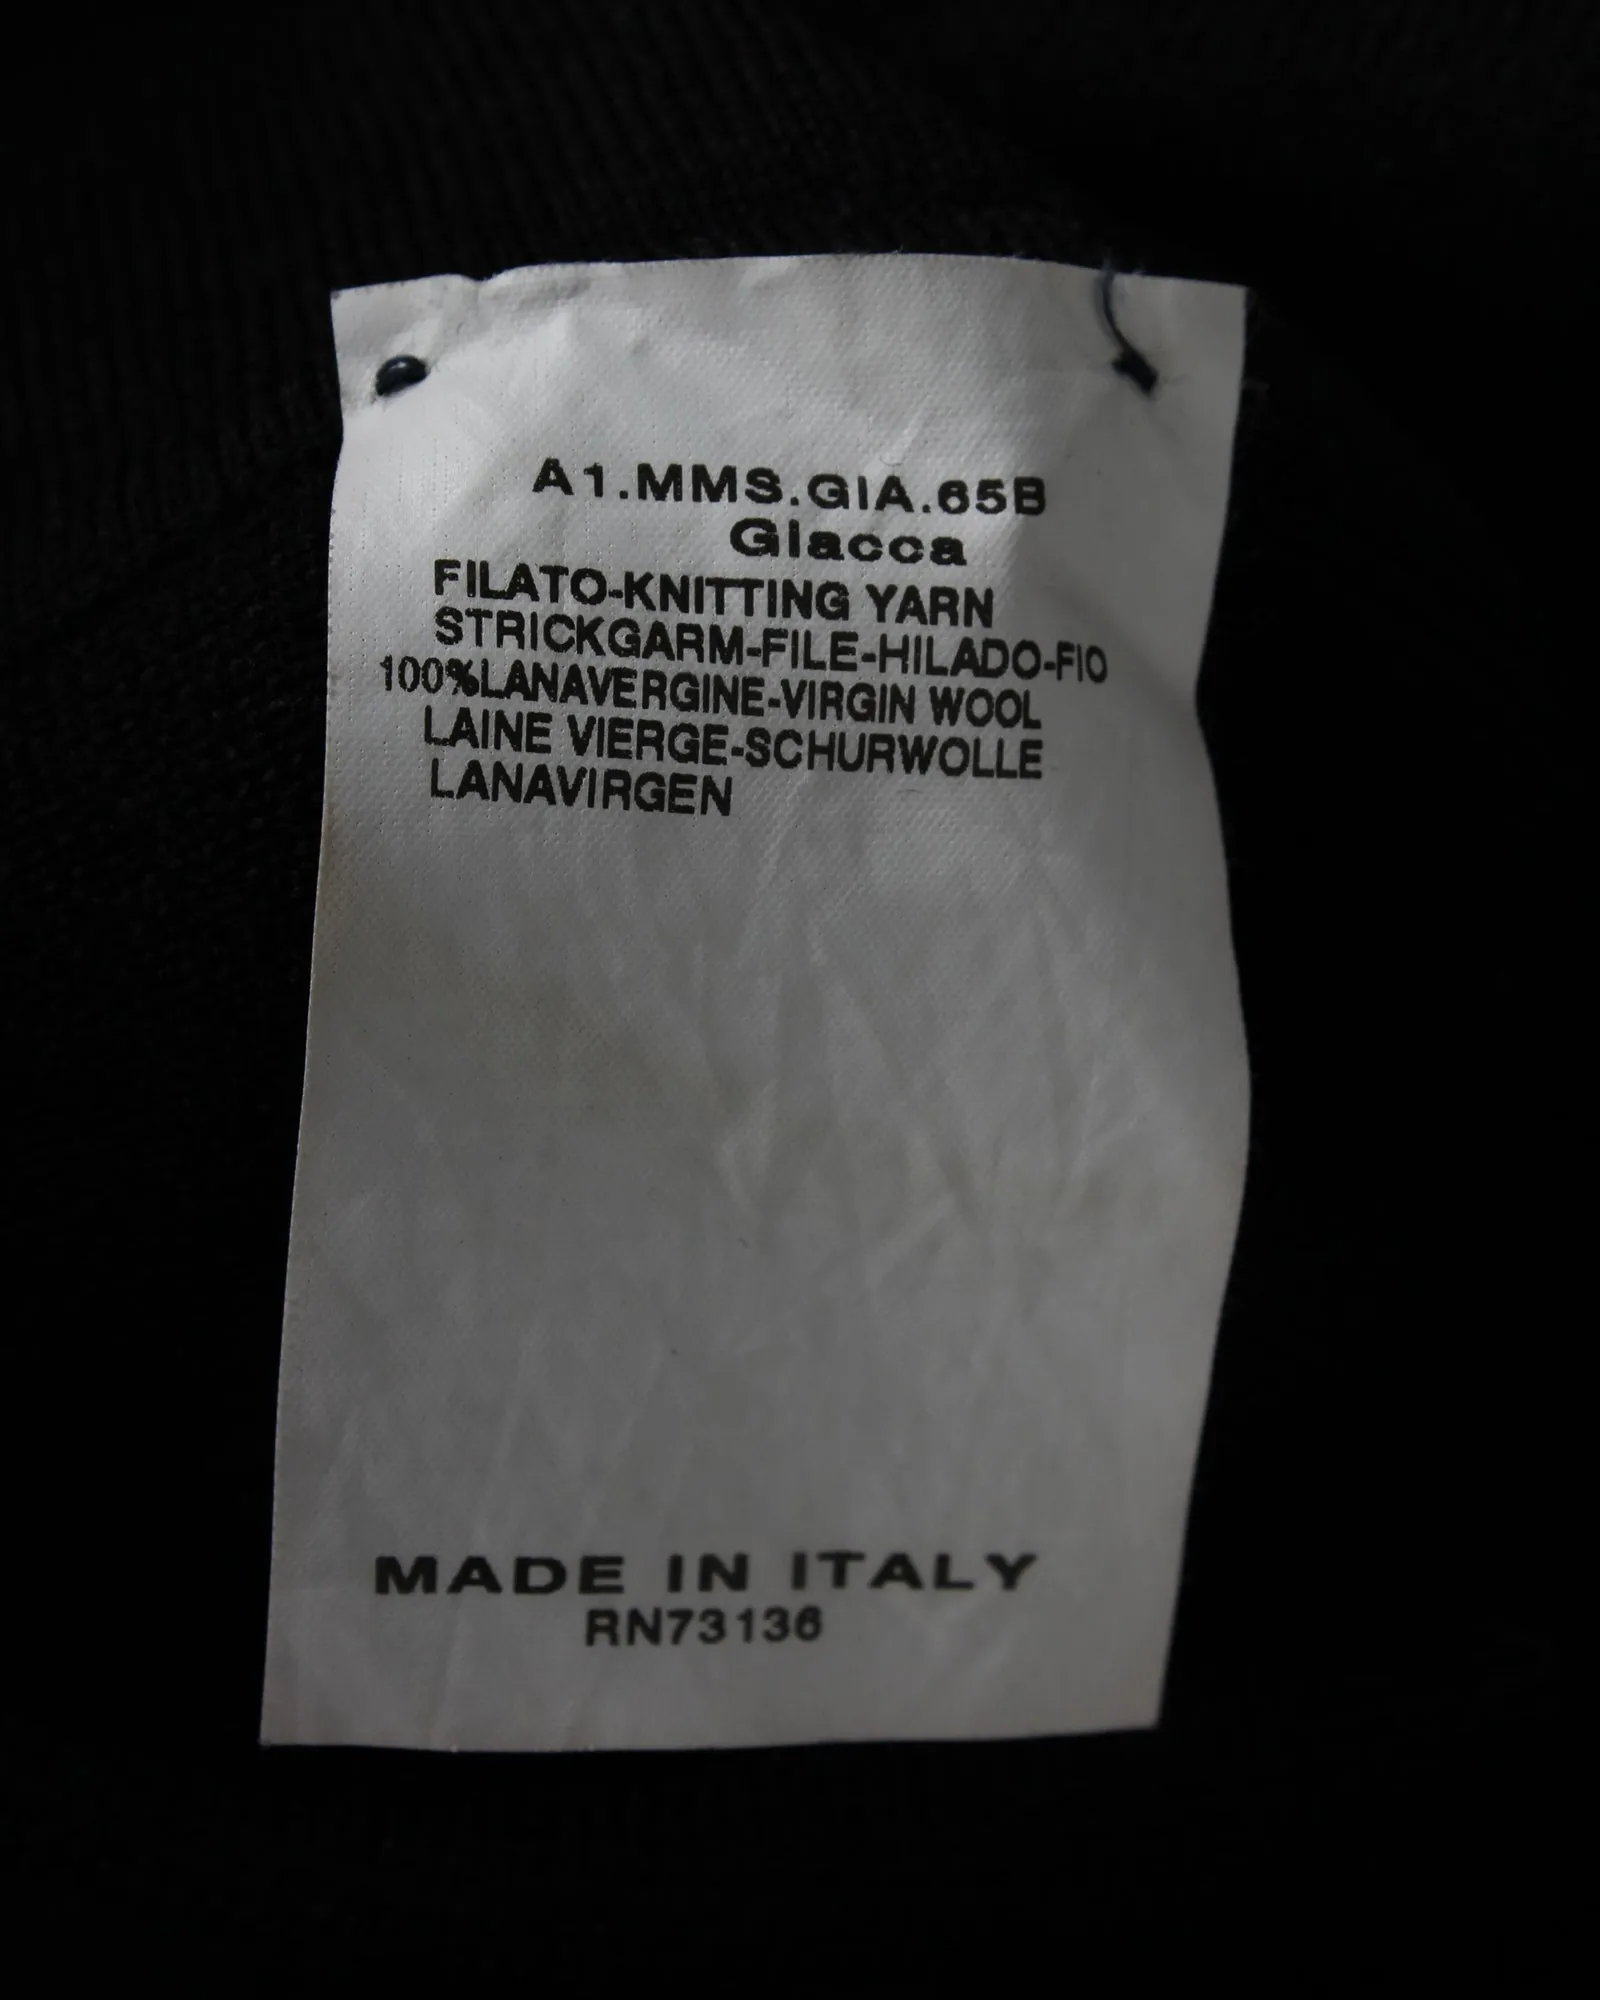 A1.MMS.GIA.65B
Giacca
FILATO-KNITTING YARN
STRICKGARM-FILE-HILADO-FIO
100%LANAVERGINE-VIRGIN WOOL
LAINE VIERGE-SCHURWOLLE
LANAVIRGEN
MADE IN ITALY
RN73136